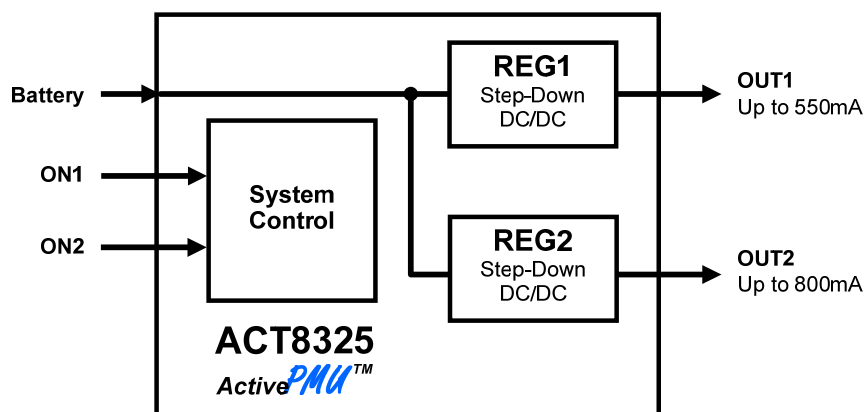 Battery
ON1
ON2
System
Control
REG1
Step-Down
DC/DC
OUT1
Up to 550mA
REG2
Step-Down
DC/DC
OUT2
Up to 800mA
ACT8325
ActivePMU™